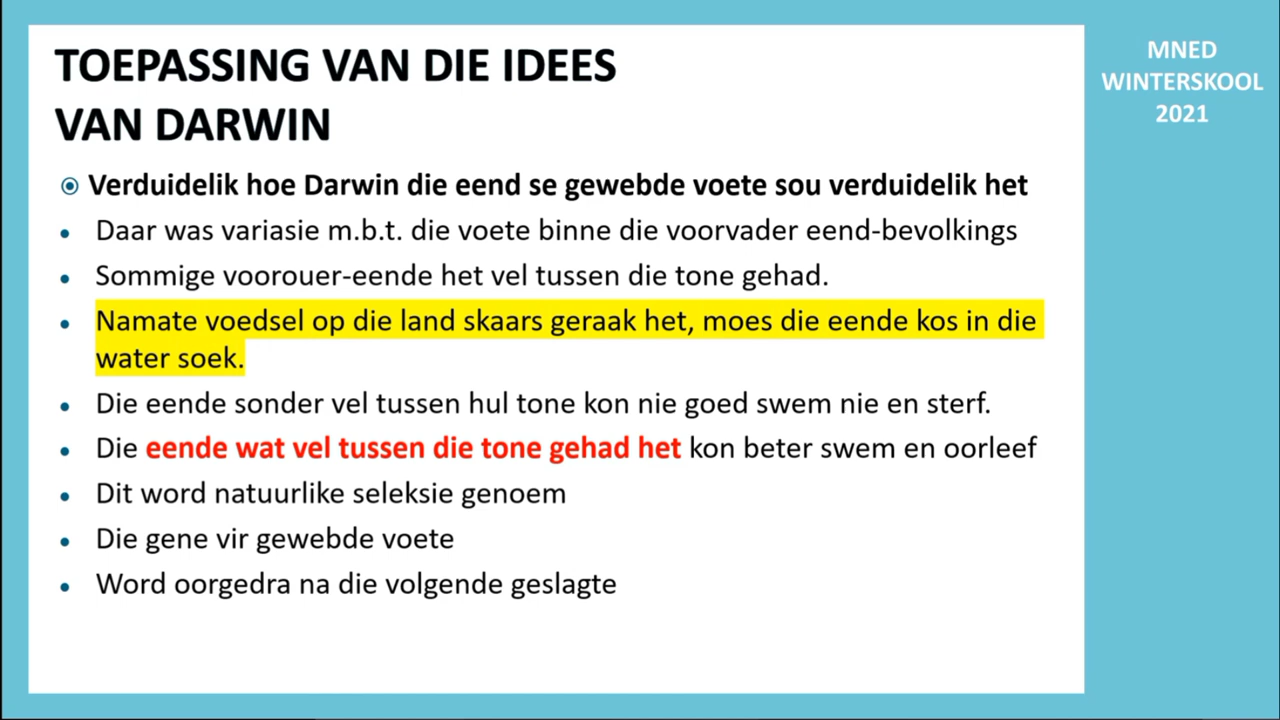 TOEPASSING VAN DIE IDEES
VAN DARWIN
MNED
WINTERSKOOL
2021
Verduidelik hoe Darwin die eend se gewebde voete sou verduidelik het
Daar was variasie m.b.t. die voete binne die voorvader eend-bevolkings
Sommige voorouer-eende het vel tussen die tone gehad.
Namate voedsel op die land skaars geraak het, moes die eende kos in die
water soek.
Die eende sonder vel tussen hul tone kon nie goed swem nie en sterf.
Die eende wat vel tussen die tone gehad het kon beter swem en oorleef
Dit word natuurlike seleksie genoem
Die gene vir gewebde voete
Word oorgedra na die volgende geslagte